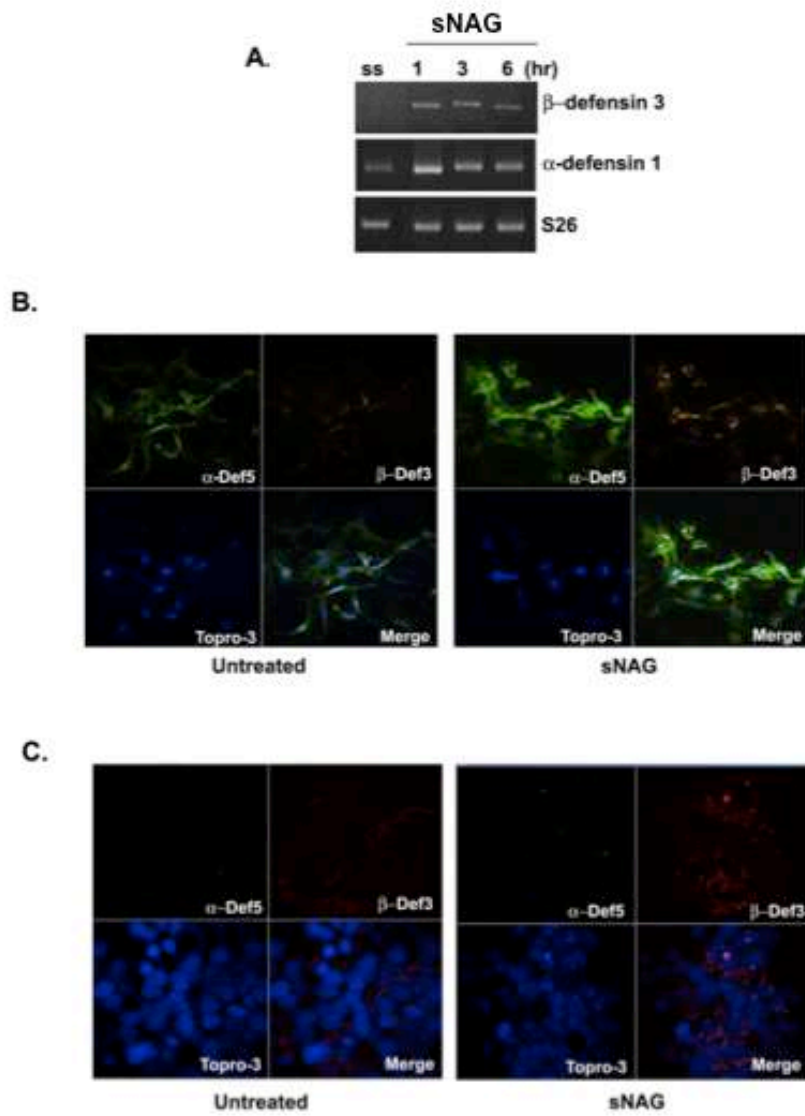 sNAG
A.
ss 1 3 6 (hr)
β–defensin 3
α-defensin 1
S26
B.
α-Def5 β–Def3 α–Def5 β–Def3
Topro-3 Merge Topro-3 Merge
Untreated sNAG
C.
α–Def5 β–Def3 α–Def5 β–Def3
Topro-3 Merge Topro-3 Merge
Untreated sNAG